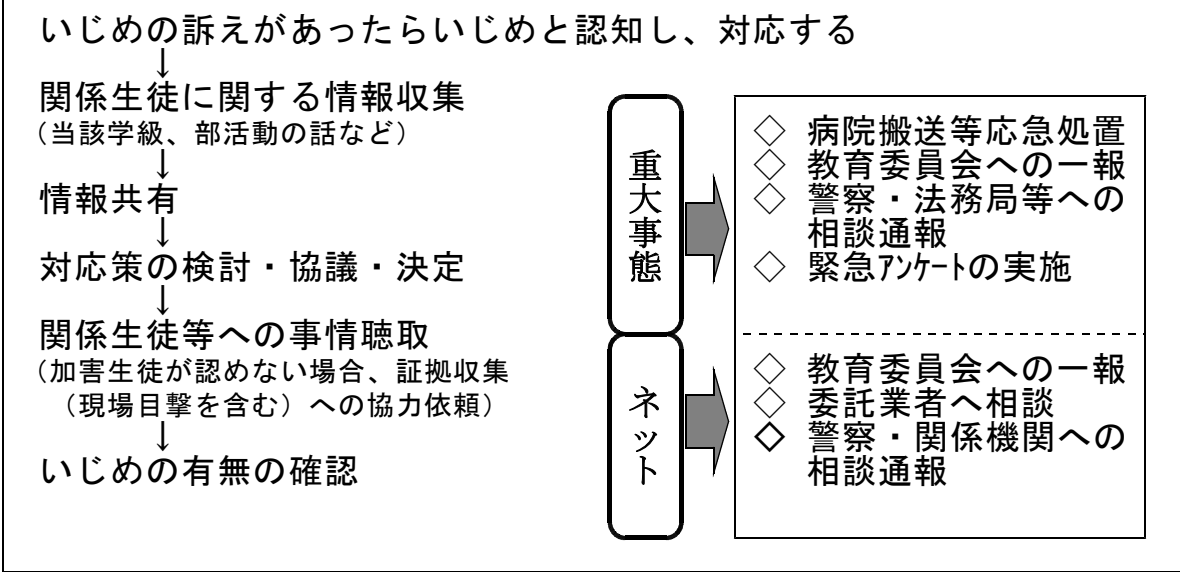 いじめの訴えがあったらいじめと認知し、対応する
↓
関係生徒に関する情報収集
(当該学級、部活動の話など)
↓
情報共有
↓
対応策の検討・協議・決定
↓
関係生徒等への事情聴取
(加害生徒が認めない場合、証拠収集
(現場目撃を含む)への協力依頼)
↓
いじめの有無の確認
重大事態
◇ 病院搬送等応急処置
◇ 教育委員会への一報
◇ 警察・法務局等への
相談通報
◇ 緊急アンケートの実施
ネット
◇ 教育委員会への一報
◇ 委託業者へ相談
◇ 警察・関係機関への
相談通報